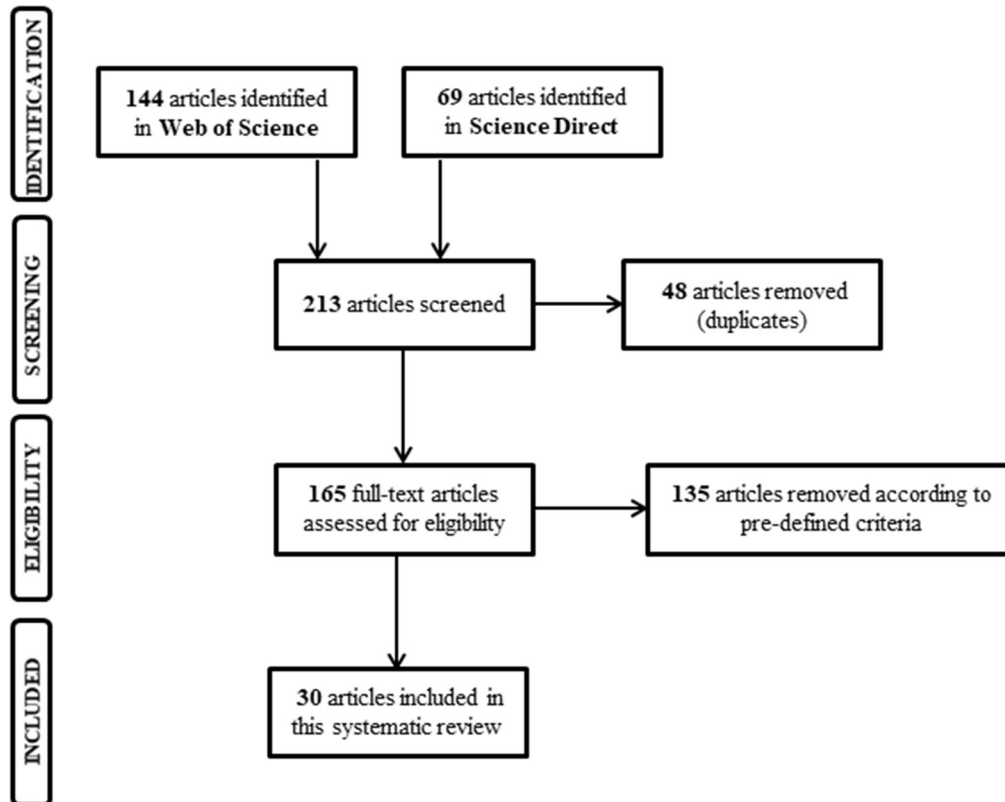 IDENTIFICATION
144 articles identified
in Web of Science
69 articles identified
in Science Direct
SCREENING
213 articles screened
48 articles removed
(duplicates)
ELIGIBILITY
165 full-text articles
assessed for eligibility
135 articles removed according to
pre-defined criteria
INCLUDED
30 articles included in
this systematic review